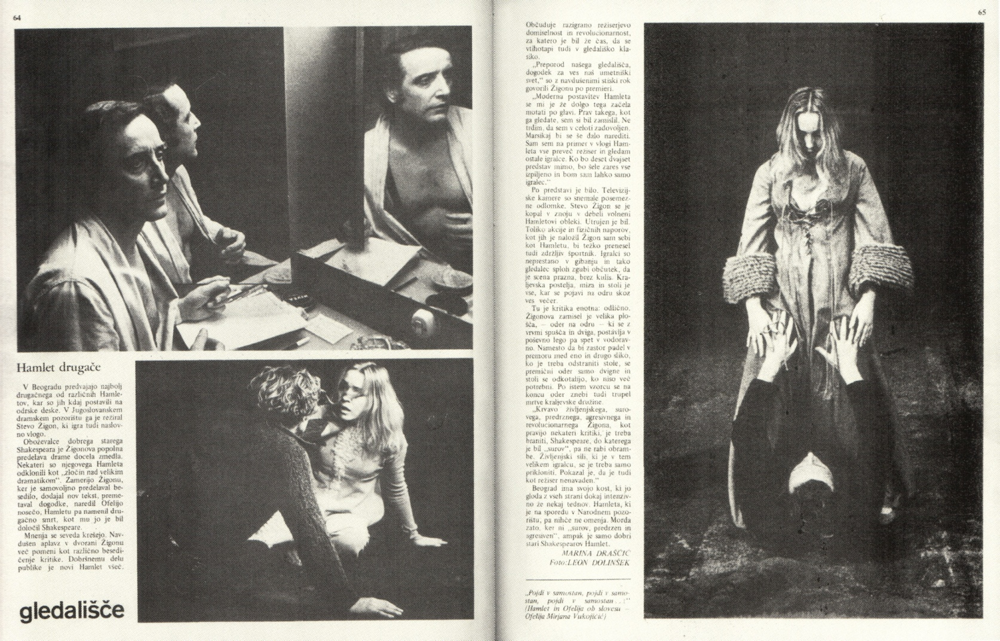 64
Hamlet drugače
V Beogradu predvajajo najbolj
drugačnega od različnih Hamle-
tov, kar so jih kdaj postavili na
odrske deske. V Jugoslovanskem
dramskem pozorištu ga je režiral
Stevo Žigon, ki igra tudi naslov-
no vlogo.
Oboževalce dobrega starega
Shakespeara je Žigonova popolna
predelava drame docela zmedla.
Nekateri so njegovega Hamleta
odklonili kot „zločin nad velikim
dramatikom“. Zamerijo Žigonu,
ker je samovoljno predelaval be-
sedilo, dodajal nov tekst, preme-
taval dogodke, naredil Ofelijo
nosečo, Hamletu pa namenil dru-
gačno smrt, kot mu jo je bil
določil Shakespeare.
Mnenja se seveda krešejo. Nav-
dušen aplavz v dvorani Žigonu
več pomeni kot različno besedi-
čenje kritike. Dobršnemu delu
publike je novi Hamlet všeč.
gledališče
65
Občuduje razigrano režiserjevo
domiselnost in revolucionarnost,
za katero je bil že čas, da se
vtihotapi tudi v gledališko kla-
siko.
„Preporod našega gledališča,
dogodek za ves naš umetniški
svet,“ so z navdušenimi stiski rok
govorili Žigonu po premieri.
„Moderna postavitev Hamleta
se mi je že dolgo tega začela
motati po glavi. Prav takega, kot
ga gledate, sem si bil zamislil. Ne
trdim, da sem v celoti zadovoljen.
Marsikaj bi se še dalo narediti.
Sam sem na primer v vlogi Ham-
leta vse preveč režiser in gledam
ostale igralce. Ko bo deset dvajset
predstav mimo, bo šele zares vse
izpiljeno in bom sam lahko samo
igralec.“
Po predstavi je bilo. Televizij-
ske kamere so snemale posamez-
ne odlomke. Stevo Žigon se je
kopal v znoju v debeli volneni
Hamletovi obleki. Utrujen je bil.
Toliko akcije in fizičnih naporov,
kot jih je naložil Žigon sam sebi
kot Hamletu, bi težko prenesel
tudi zdržljiv športnik. Igralci so
neprestano v gibanju in tako
gledalec sploh zgubi občutek, da
je scena prazna, brez kulis. Kra-
ljevska postelja, miza in stoli je
vse, kar se pojavi na odru skoz
ves večer.
Tu je kritika enotna: odlično.
Žigonova zamisel je velika plo-
šča, — oder na odru — ki se z
vrvmi spušča in dviga, postavlja v
poševno lego pa spet v vodorav-
no. Namesto da bi zastor padel v
premoru med eno in drugo sliko,
ko je treba odstraniti stole, se
premični oder samo dvigne in
stoli se odkotalijo, ko niso več
potrebni. Po istem vzorcu se na
koncu oder znebi tudi trupel
mrtve kraljevske družine.
„Krvavo življenjskega, suro-
vega, predrznega, agresivnega in
revolucionarnega Žigona, kot
pravijo nekateri kritiki, je treba
braniti, Shakespeare, do katerega
je bil „surov“, pa ne rabi obram-
be. Življenjski sili, ki je v tem
velikem igralcu, se je treba samo
prikloniti. Pokazal je, da je tudi
kot režiser nenavaden.“
Beograd ima svojo kost, ki jo
gloda z vseh strani dokaj intenziv-
no že nekaj tednov. Hamleta, ki
je na sporedu v Narodnem pozo-
rištu, pa nihče ne omenja. Morda
zato, ker ni „surov, predrzen in
agresiven“, ampak je samo dobri
stari Shakespearov Hamlet.
MARINA DRAŠČIČ
Foto: LEON DOLINŠEK
„Pojdi v samostan, pojdi v samo-
stan, pojdi v samostan . . !“
(Hamlet in Ofelija ob slovesu —
Ofelija Mirjana Vukojičić)